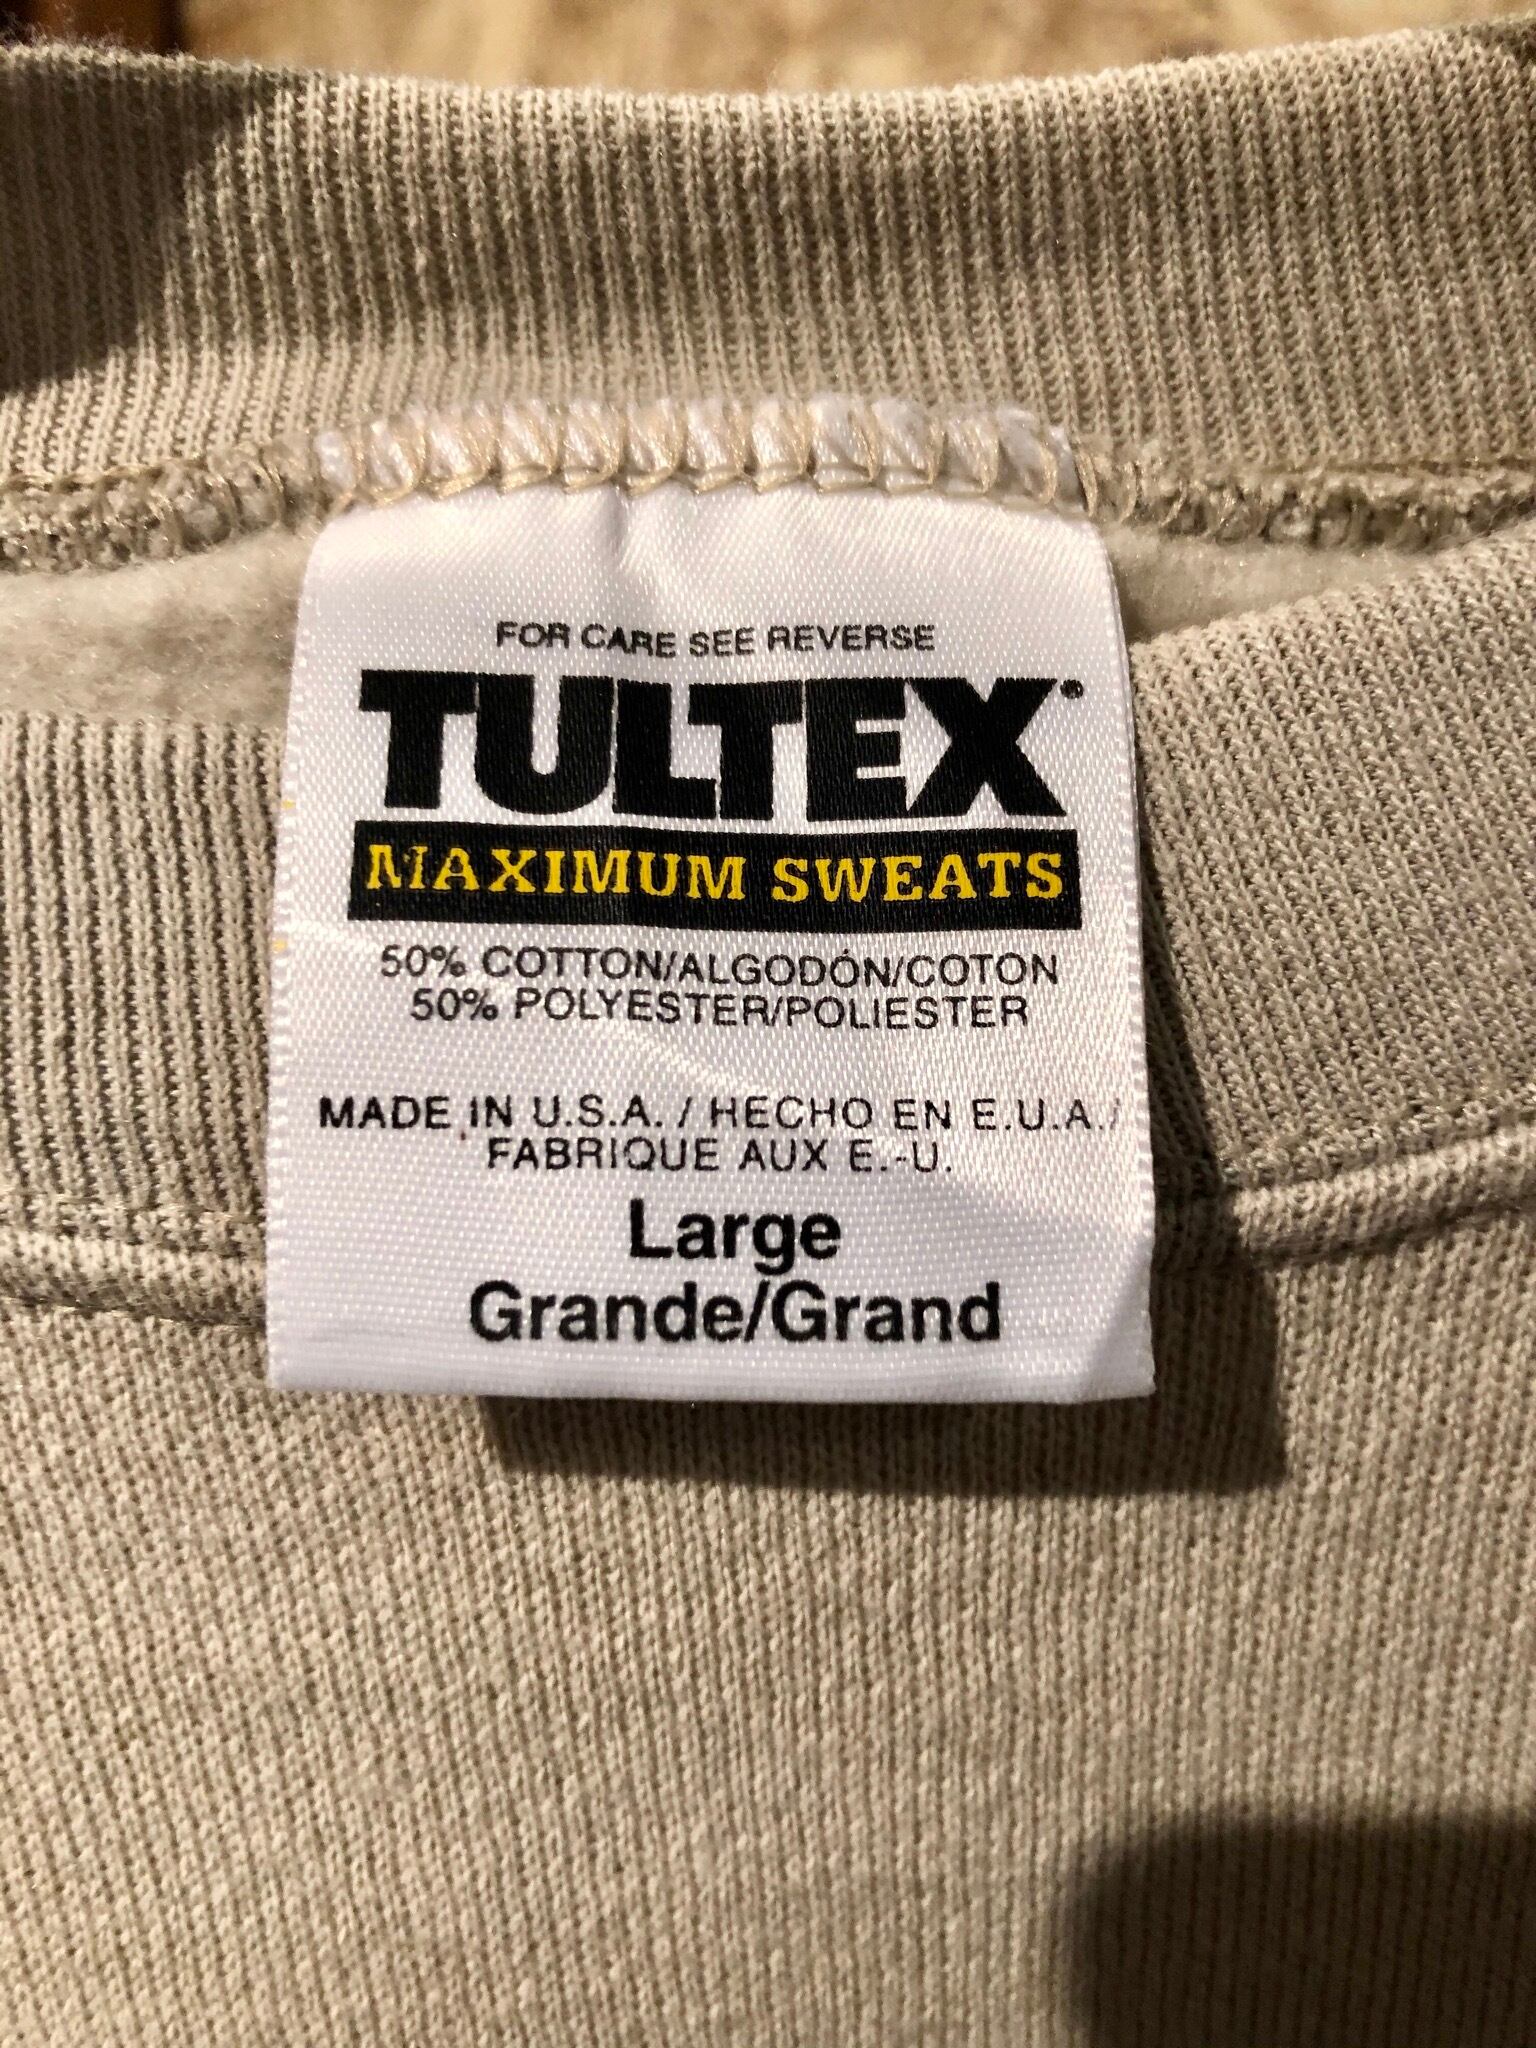 FOR CARE SEE REVERSE
TULTEX®
MAXIMUM SWEATS
50% COTTON/ALGODÓN/COTON
50% POLYESTER/POLIESTER
MADE IN U.S.A. / HECHO EN E.U.A./
FABRIQUE AUX E.-U.
Large
Grande/Grand